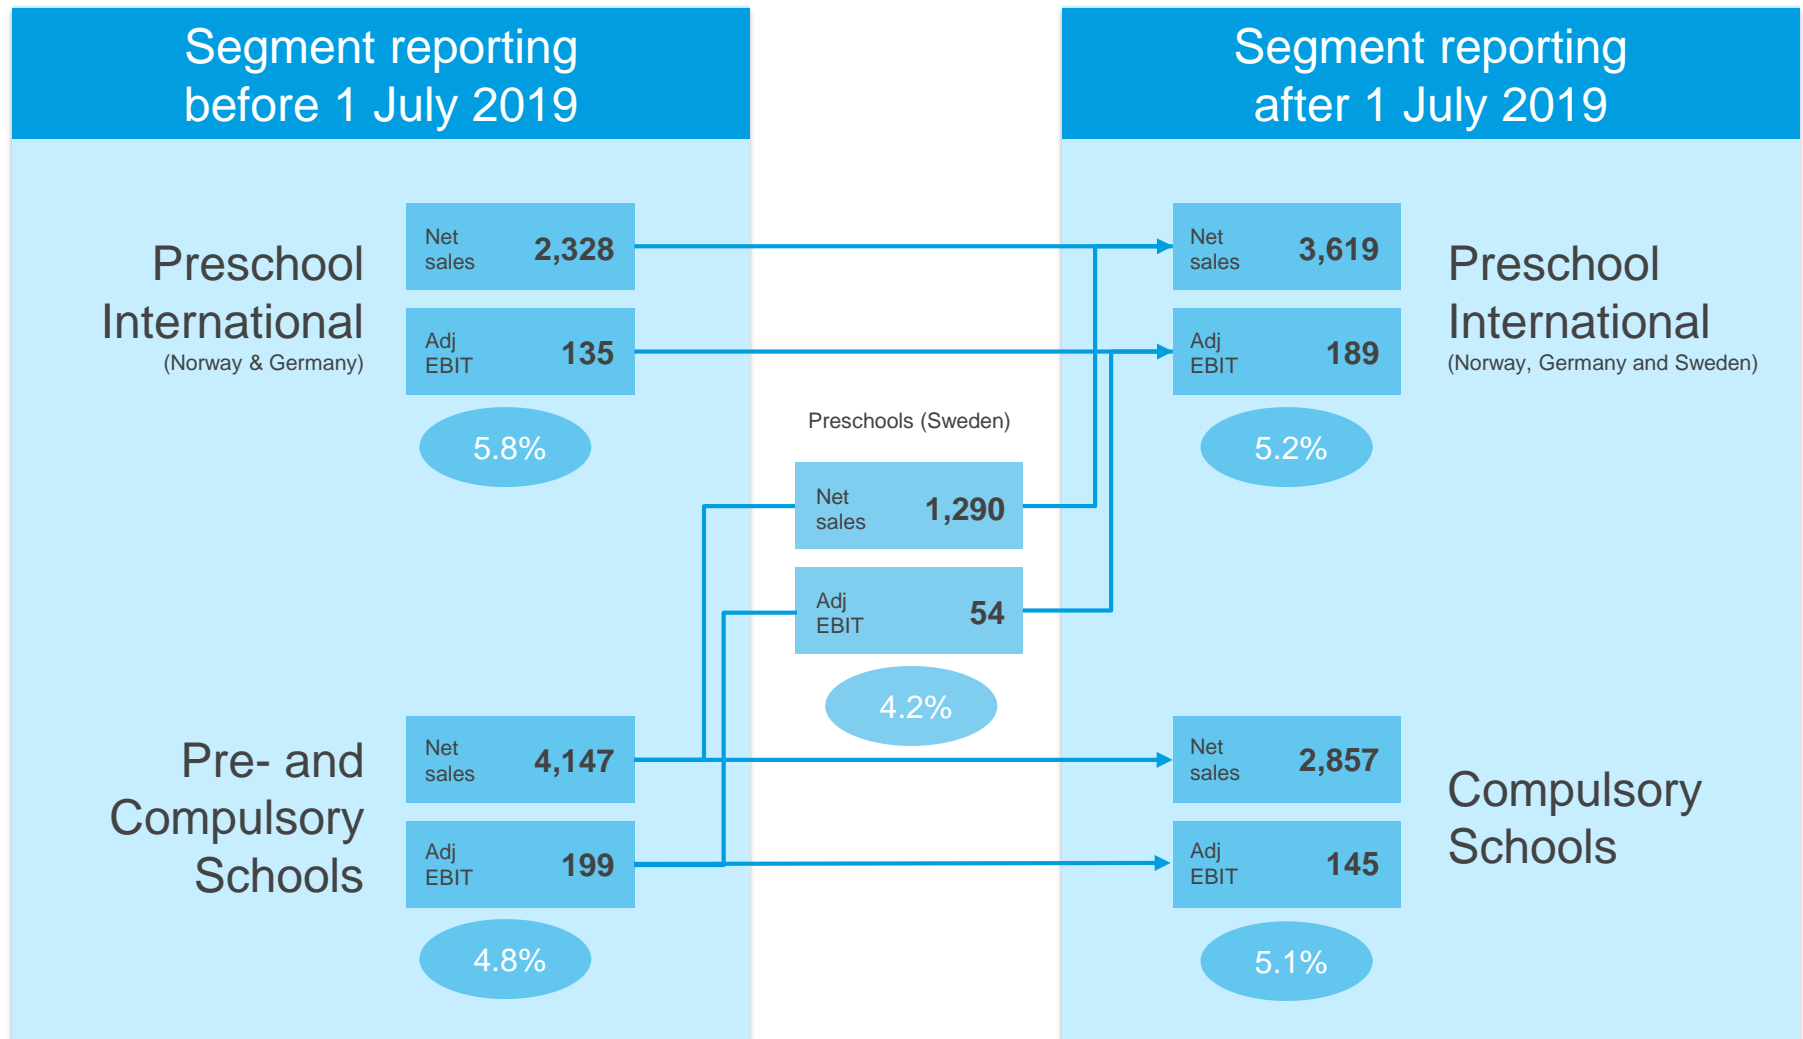 Segment reporting
before 1 July 2019
Preschool
International
(Norway & Germany)
Net
sales
2,328
Adj
EBIT
135
5.8%
Pre- and
Compulsory
Schools
Net
sales
4,147
Adj
EBIT
199
4.8%
Preschools (Sweden)
Net
sales
1,290
Adj
EBIT
54
4.2%
Segment reporting
after 1 July 2019
Net
sales
3,619
Adj
EBIT
189
5.2%
Preschool
International
(Norway, Germany and Sweden)
Net
sales
2,857
Adj
EBIT
145
5.1%
Compulsory
Schools